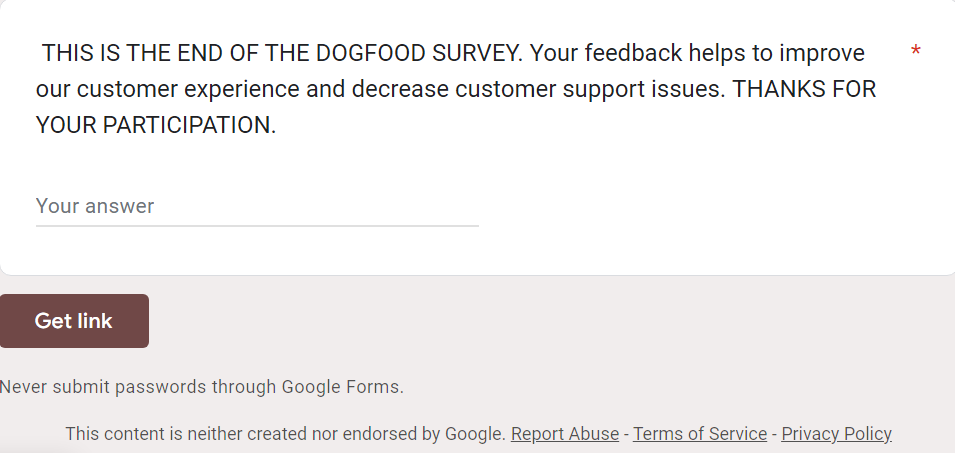 THIS IS THE END OF THE DOGFOOD SURVEY. Your feedback helps to improve *
our customer experience and decrease customer support issues. THANKS FOR
YOUR PARTICIPATION.
Your answer
Get link
Never submit passwords through Google Forms.
This content is neither created nor endorsed by Google. Report Abuse - Terms of Service - Privacy Policy